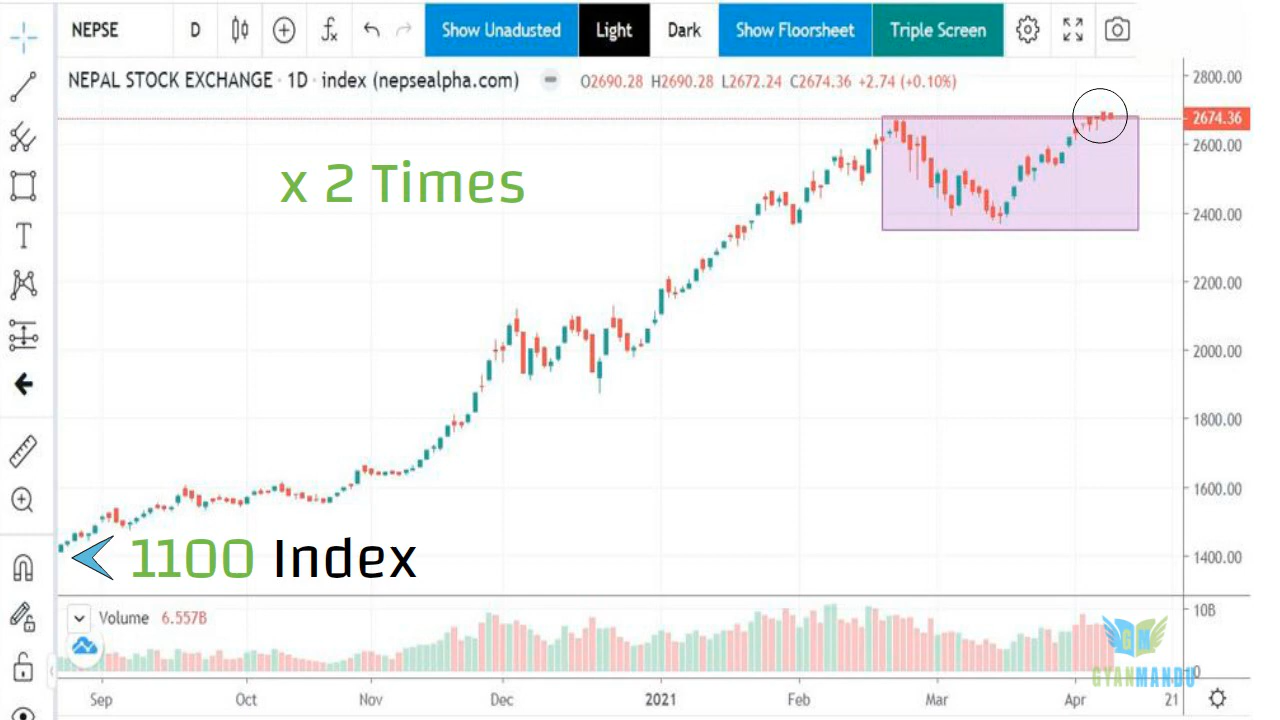 NEPSE D Show Unadusted Light Dark Show Floorsheet Triple Screen
NEPAL STOCK EXCHANGE · 1D · index (nepsealpha.com) O2690.28 H2690.28 L2672.24 C2674.36 +2.74 (+0.10%)
2800.00
2674.36
2600.00
x 2 Times
2400.00
2200.00
2000.00
1800.00
1600.00
1400.00
1100 Index
Volume 6.557B
10B
0
GM
GYANMANDU
Sep Oct Nov Dec 2021 Feb Mar Apr 21